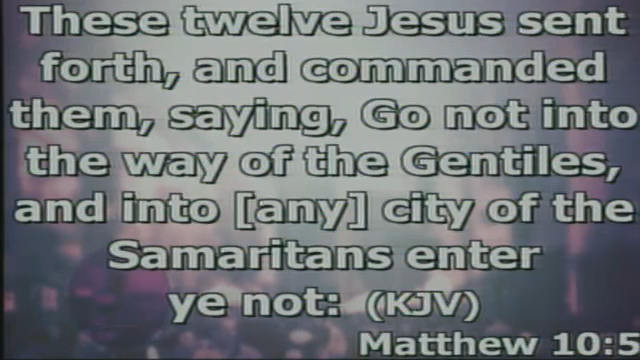 These twelve Jesus sent
forth, and commanded
them, saying, Go not into
the way of the Gentiles,
and into [any] city of the
Samaritans enter
ye not: (KJV)
Matthew 10:5